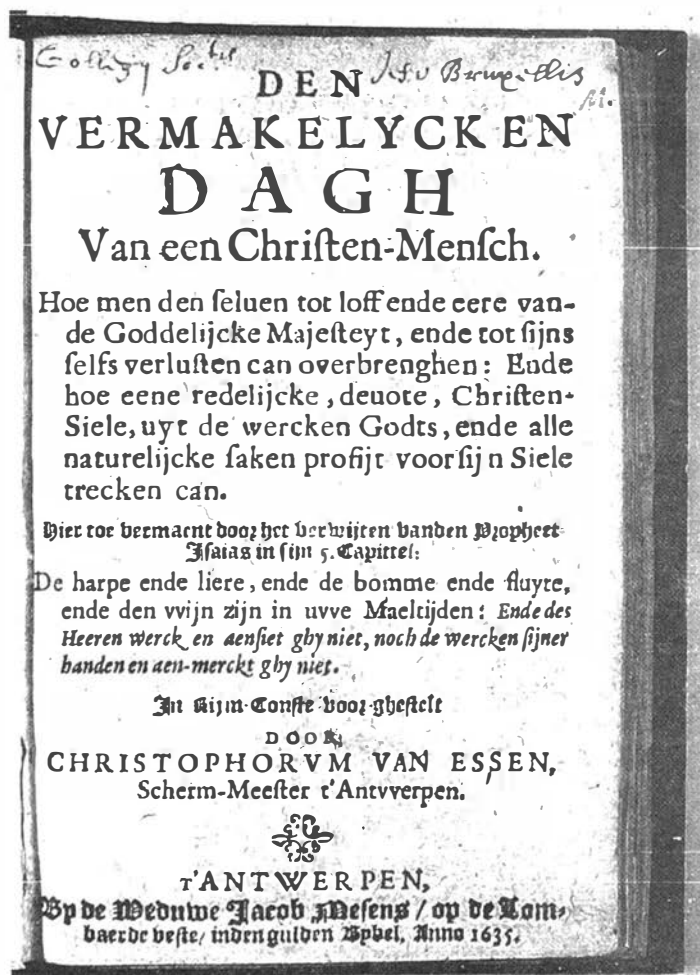 Collegij Soctis Jesu Bruxellis
M.
DEN
VERMAKELYCKEN
DAGH
Van een Chriſten-Menſch.
Hoe men den ſeluen tot loff ende eere van-
de Goddelijcke Majeſteyt, ende tot ſijns
ſelfs verluſten can overbrenghen: Ende
hoe eene redelijcke, deuote, Chriſten-
Siele, uyt de wercken Godts, ende alle
naturelijcke ſaken profijt voor ſijn Siele
trecken can.
Hier toe vermaent door het verwijten vanden Propheet
Iſaias in ſijn 5. Capittel:
De harpe ende liere, ende de bomme ende fluyte,
ende den vvijn zijn in uvve Maeltijden: Ende des
Heeren werck en aenſiet ghy niet, noch de wercken ſijner
handen en aen-merckt ghy niet.
In Rijm-Conſte voor-gheſtelt
DOOR
CHRISTOPHORVM VAN ESSEN,
Scherm-Meeſter t'Antvverpen.
T'ANTWERPEN,
By de Weduwe Jacob Meſens / op de Lom-
baerde veſte / inden gulden Bybel, Anno 1635.